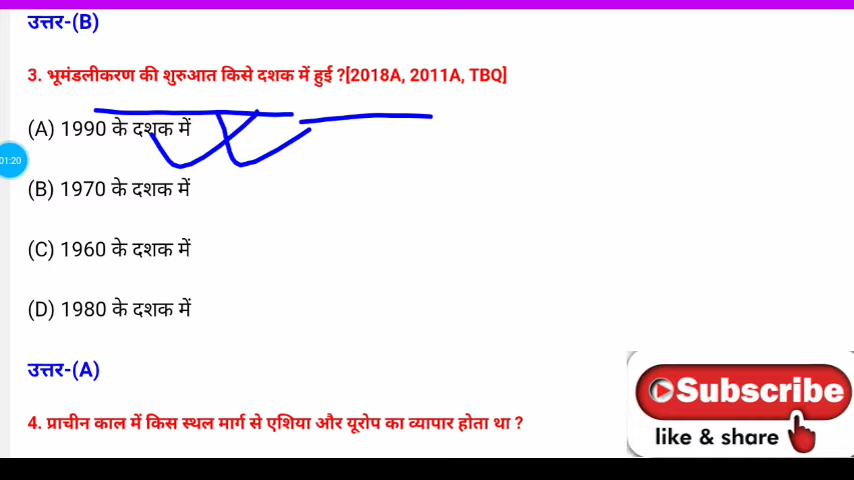 उत्तर-(B)
3. भूमंडलीकरण की शुरुआत किसे दशक में हुई ?[2018A, 2011A, TBQ]
(A) 1990 के दशक में
01:20
(B) 1970 के दशक में
(C) 1960 के दशक में
(D) 1980 के दशक में
उत्तर-(A)
Subscribe
like & share
4. प्राचीन काल में किस स्थल मार्ग से एशिया और यूरोप का व्यापार होता था ?